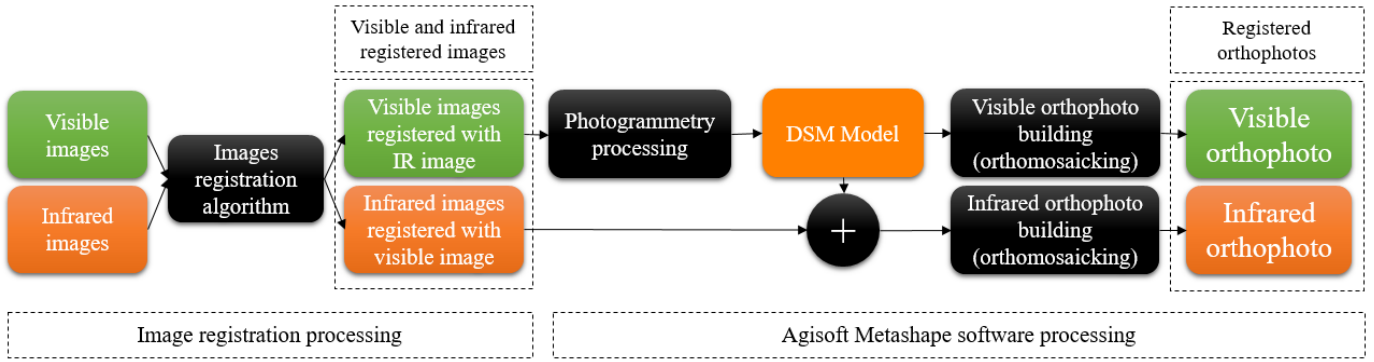 Visible and infrared
registered images
Registered
orthophotos
Visible
images
Infrared
images
Images
registration
algorithm
Visible images
registered with
IR image
Infrared images
registered with
visible image
Photogrammetry
processing
DSM Model
+
Visible orthophoto
building
(orthomosaicking)
Infrared orthophoto
building
(orthomosaicking)
Visible
orthophoto
Infrared
orthophoto
Image registration processing
Agisoft Metashape software processing